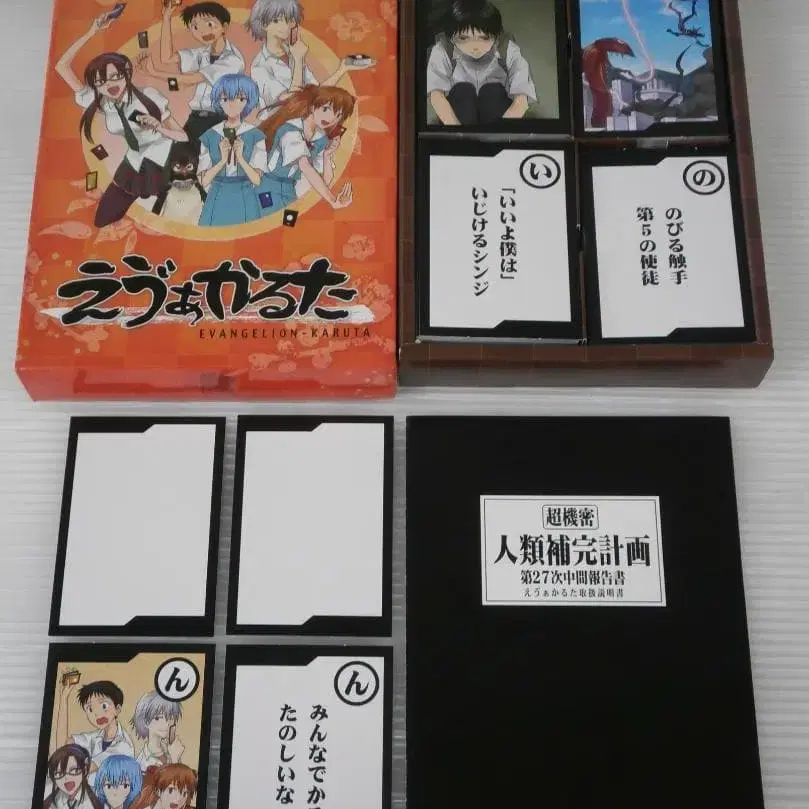 えゔぁかるた
EVANGELION-KARUTA
い
「いいよ僕は」
いじけるシンジ
の
のびる触手
第5の使徒
超機密
人類補完計画
第27次中間報告書
えゔぁかるた取扱説明書
ん
ん
みんなでか
たのしいな